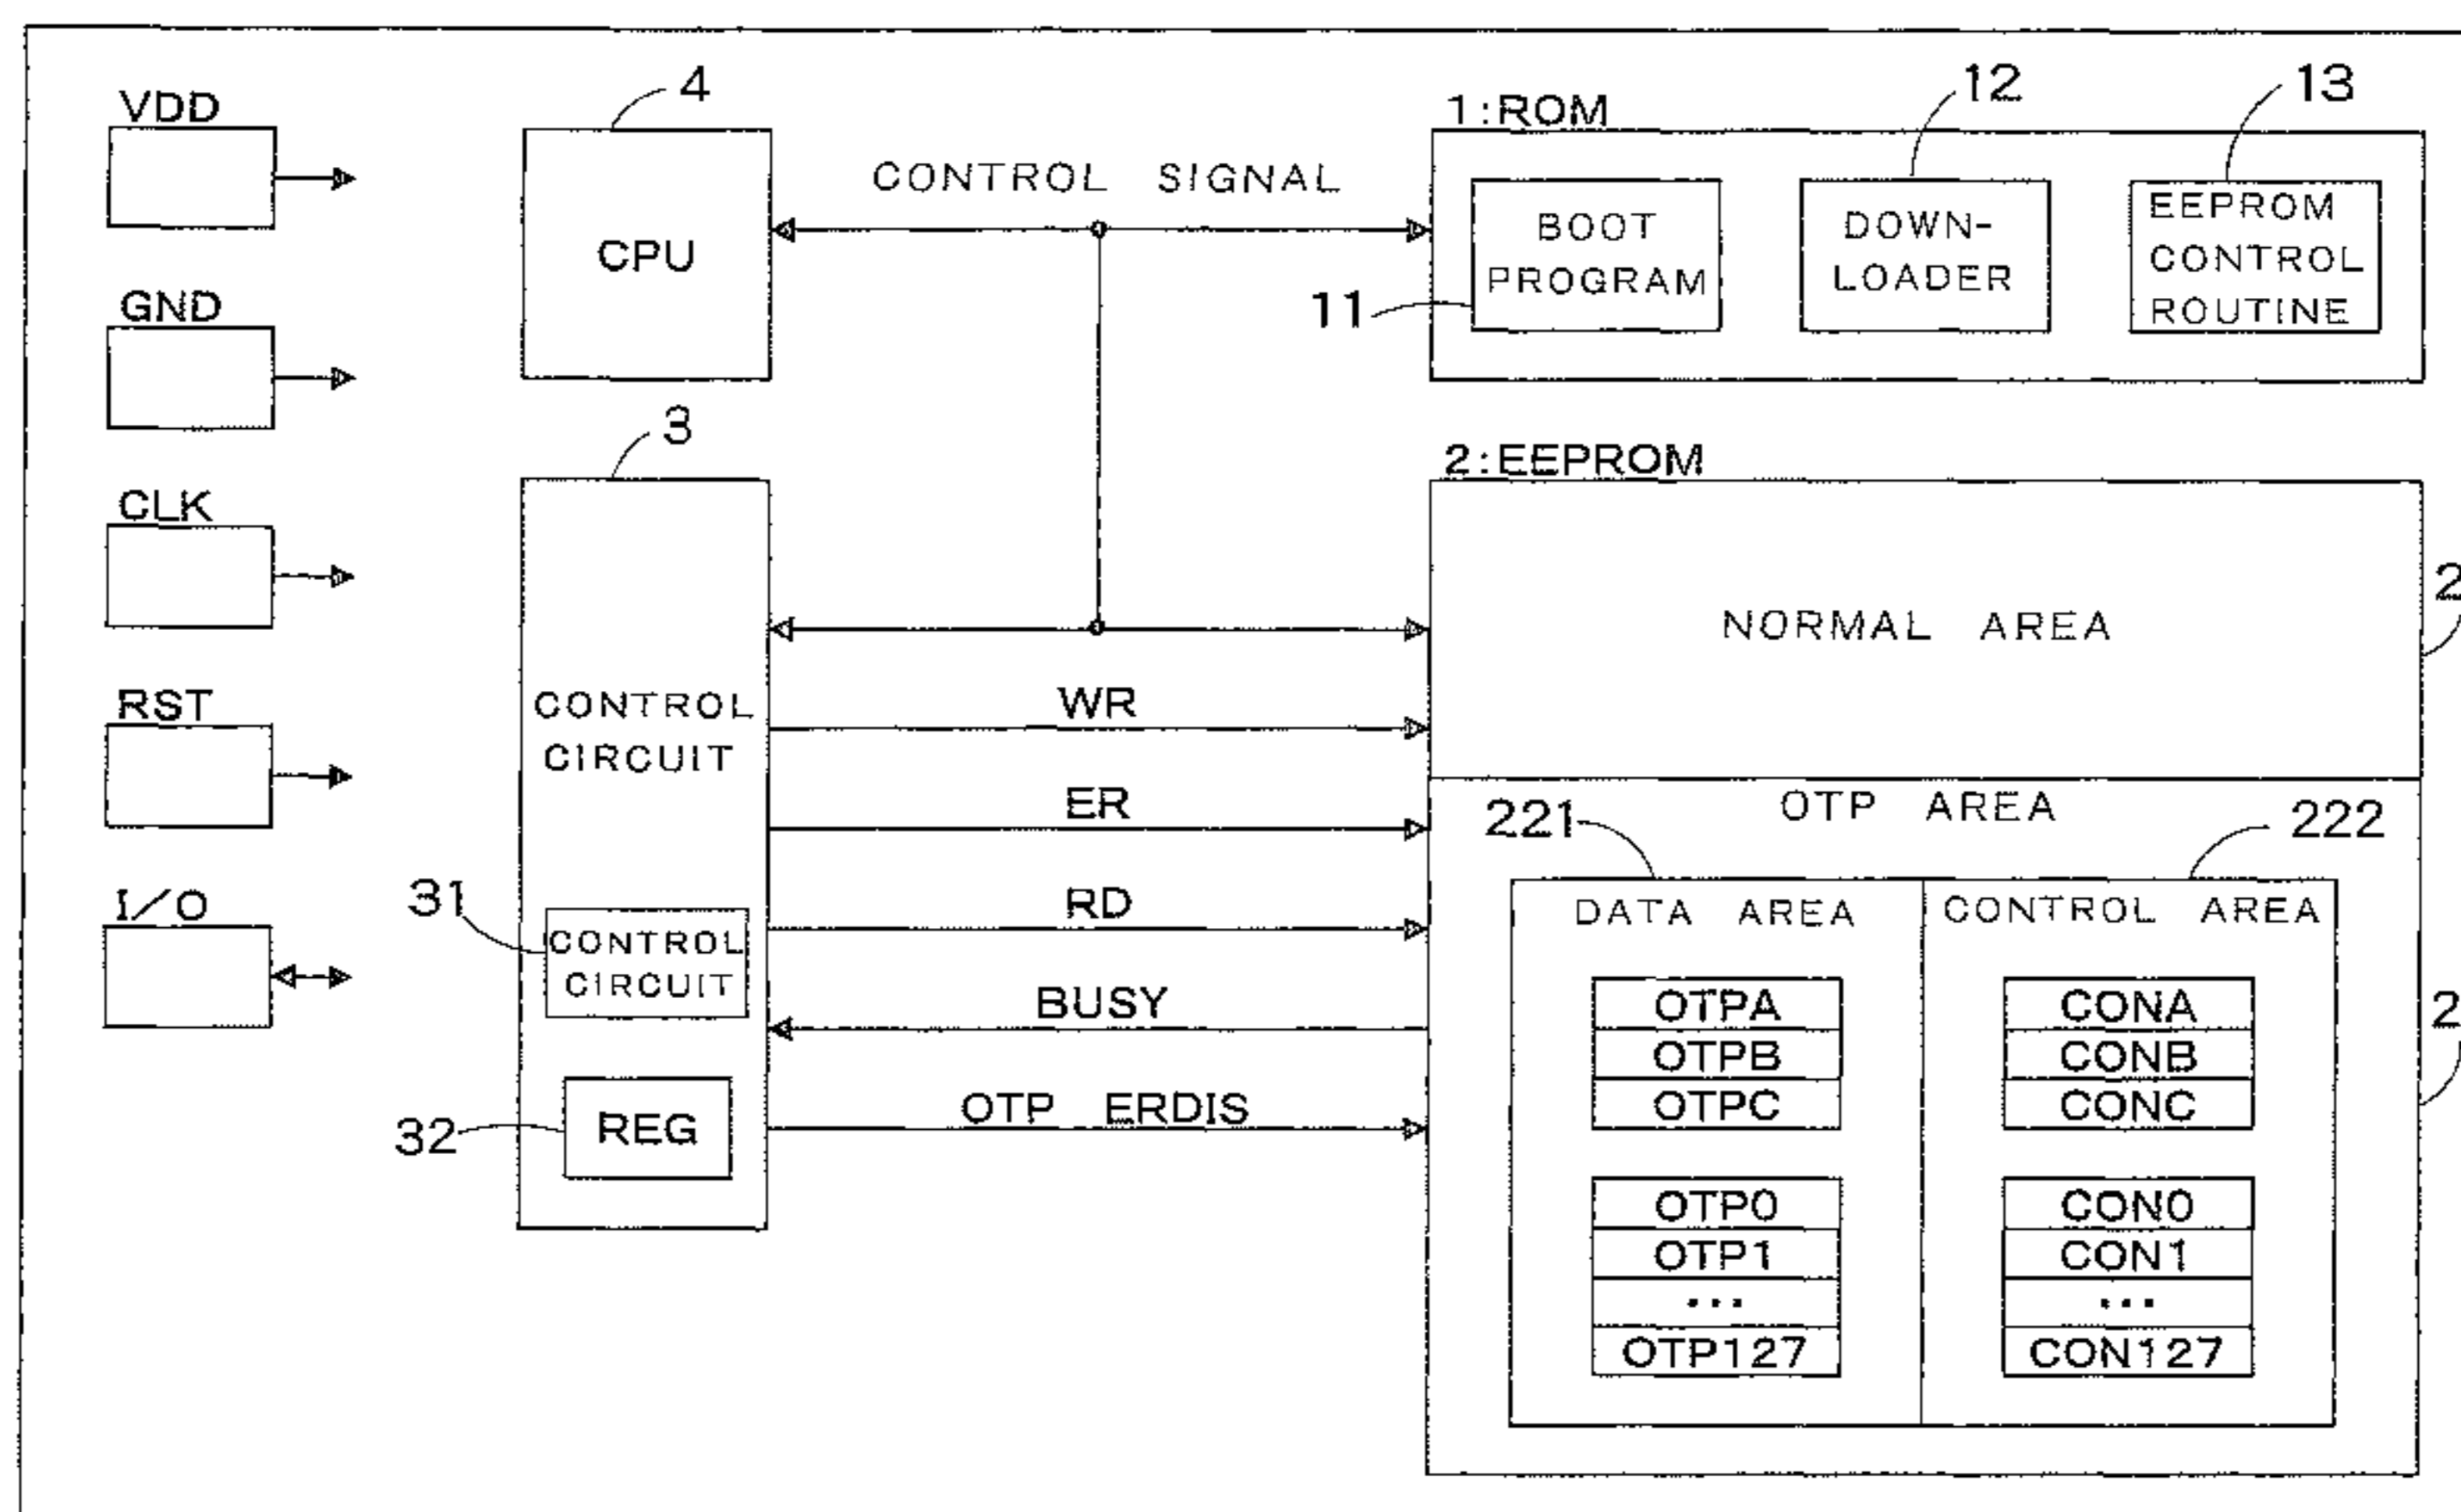 VDD
GND
CLK
RST
I/O
4
CPU
CONTROL SIGNAL
1:ROM
11
BOOT
PROGRAM
12
DOWN-
LOADER
13
EEPROM
CONTROL
ROUTINE
3
CONTROL
CIRCUIT
31
CONTROL
CIRCUIT
32
REG
WR
ER
RD
BUSY
OTP ERDIS
2:EEPROM
NORMAL AREA
2
OTP AREA
2
221
DATA AREA
OTPA
OTPB
OTPC
OTP0
OTP1
...
OTP127
222
CONTROL AREA
CONA
CONB
CONC
CON0
CON1
...
CON127